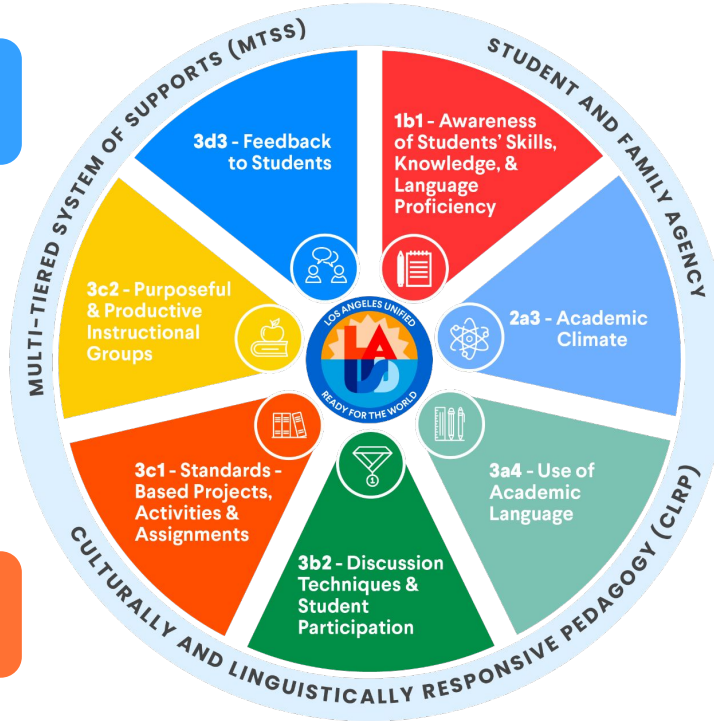 MULTI-TIERED SYSTEM OF SUPPORTS (MTSS)
STUDENT AND FAMILY AGENCY
CULTURALLY AND LINGUISTICALLY RESPONSIVE PEDAGOGY (CLRP)
1b1 - Awareness
of Students' Skills,
Knowledge, &
Language
Proficiency
2a3 - Academic
Climate
3a4 - Use of
Academic
Language
3b2 - Discussion
Techniques &
Student
Participation
3c1 - Standards -
Based Projects,
Activities &
Assignments
3c2 - Purposeful
& Productive
Instructional
Groups
3d3 - Feedback
to Students
LOS ANGELES UNIFIED
LA
USD
READY FOR THE WORLD
1